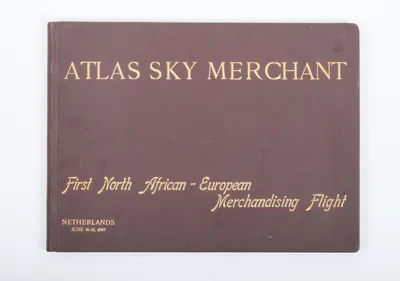 ATLAS SKY MERCHANT
First North African - European
Merchandising Flight
NETHERLANDS
JUNE